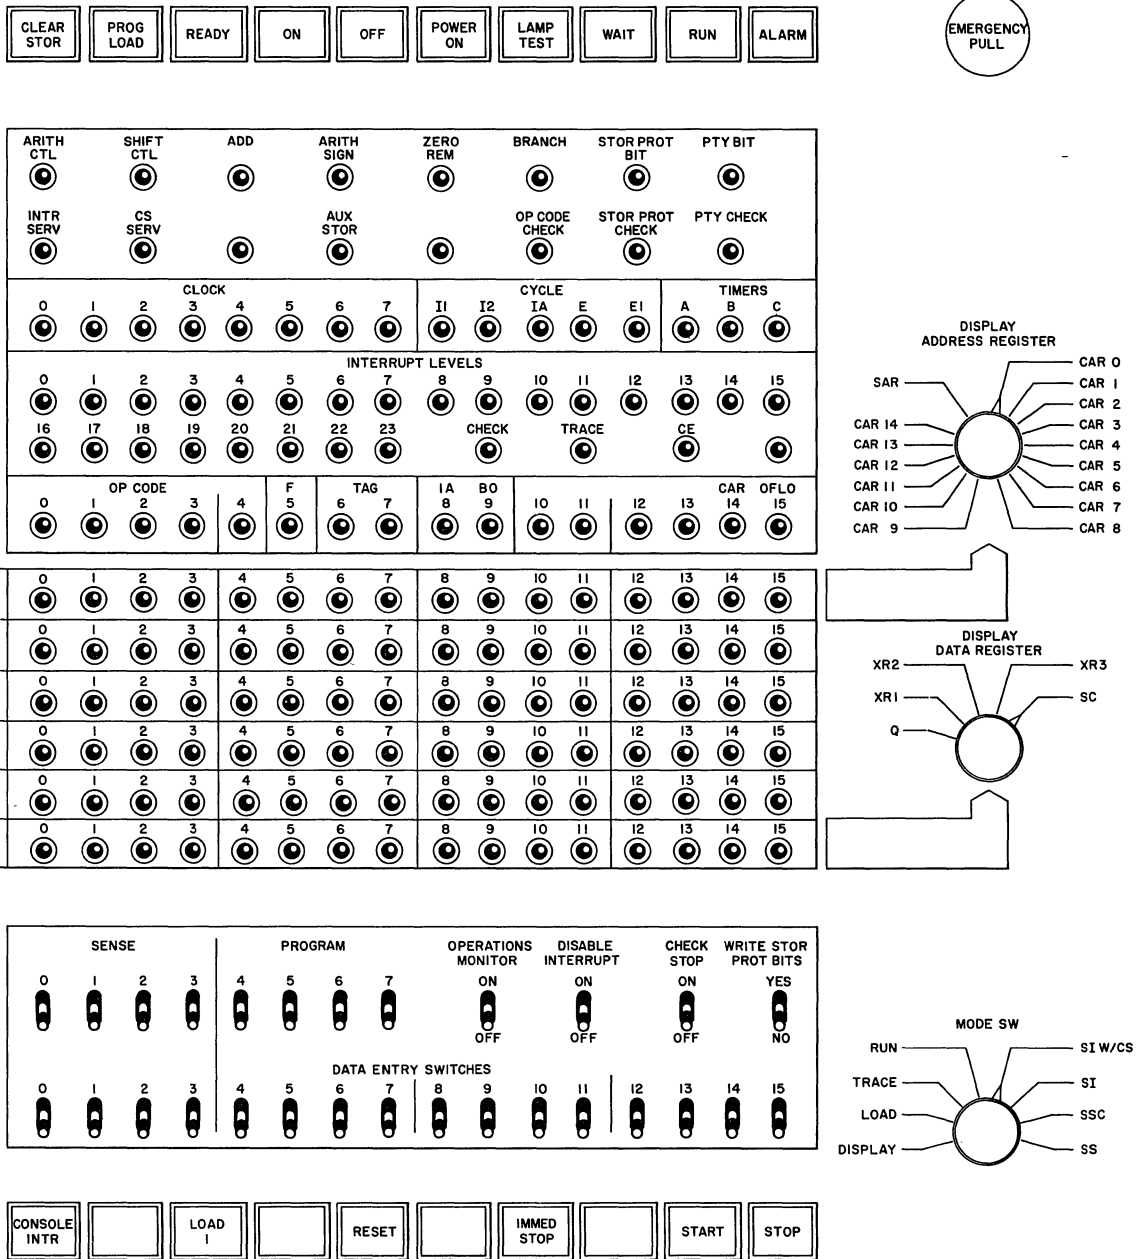 CLEAR STOR PROG LOAD READY ON OFF POWER ON LAMP TEST WAIT RUN ALARM
EMERGENCY PULL
ARITH CTL SHIFT CTL ADD ARITH SIGN ZERO REM BRANCH STOR PROT BIT PTY BIT
INTR SERV CS SERV AUX STOR OP CODE CHECK STOR PROT CHECK PTY CHECK
CLOCK CYCLE TIMERS
0 1 2 3 4 5 6 7 I1 I2 IA E E1 A B C
INTERRUPT LEVELS
0 1 2 3 4 5 6 7 8 9 10 11 12 13 14 15
16 17 18 19 20 21 22 23 CHECK TRACE CE
OP CODE F TAG IA BO CAR OFLO
0 1 2 3 4 5 6 7 8 9 10 11 12 13 14 15
0 1 2 3 4 5 6 7 8 9 10 11 12 13 14 15
0 1 2 3 4 5 6 7 8 9 10 11 12 13 14 15
0 1 2 3 4 5 6 7 8 9 10 11 12 13 14 15
0 1 2 3 4 5 6 7 8 9 10 11 12 13 14 15
0 1 2 3 4 5 6 7 8 9 10 11 12 13 14 15
0 1 2 3 4 5 6 7 8 9 10 11 12 13 14 15
DISPLAY
ADDRESS REGISTER
CAR 0
SAR CAR 1
CAR 2
CAR 14 CAR 3
CAR 13 CAR 4
CAR 12 CAR 5
CAR 11 CAR 6
CAR 10 CAR 7
CAR 9 CAR 8
DISPLAY
DATA REGISTER
XR2 XR3
XR1 SC
Q
SENSE PROGRAM OPERATIONS MONITOR DISABLE INTERRUPT CHECK STOP WRITE STOR PROT BITS
0 1 2 3 4 5 6 7 ON ON ON YES
OFF OFF OFF NO
DATA ENTRY SWITCHES
0 1 2 3 4 5 6 7 8 9 10 11 12 13 14 15
MODE SW
RUN SI W/CS
TRACE SI
LOAD SSC
DISPLAY SS
CONSOLE INTR LOAD I RESET IMMED STOP START STOP